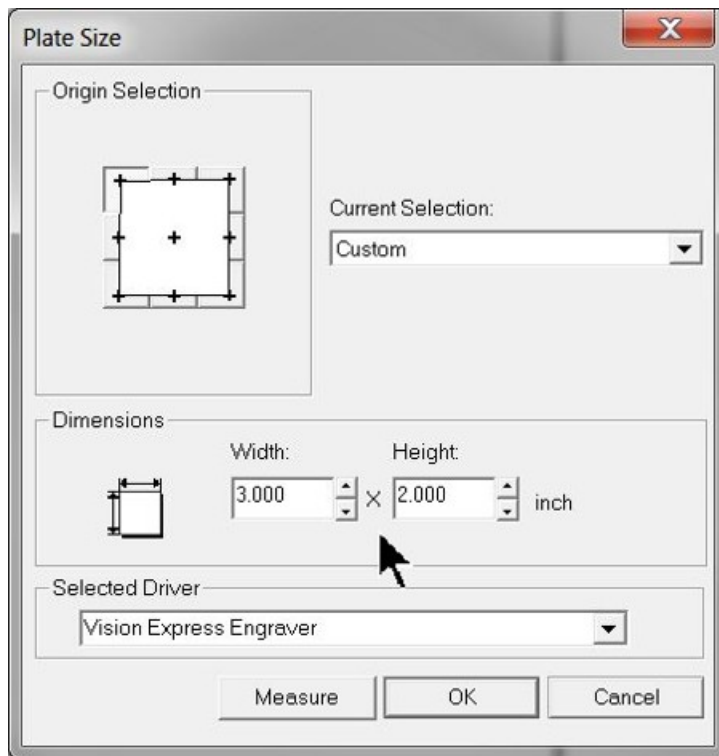 Plate Size
X
Origin Selection
Current Selection:
Custom
Dimensions
Width:
Height:
3.000
X
2.000
inch
Selected Driver
Vision Express Engraver
Measure
OK
Cancel